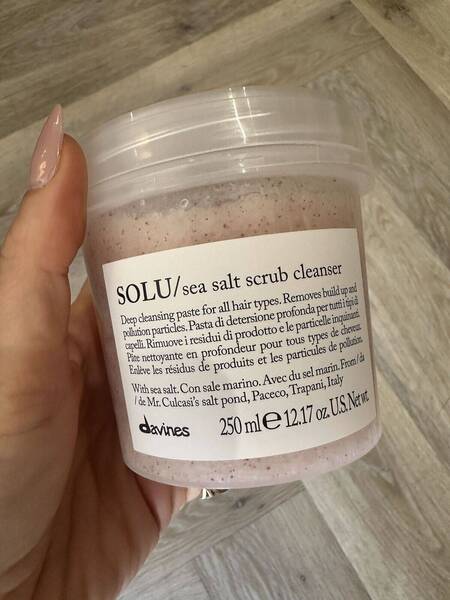 SOLU/sea salt scrub cleanser
Deep cleansing paste for all hair types. Removes build up and
pollution particles. Pasta di detersione profonda per tutti i tipi di
capelli. Rimuove i residui di prodotto e le particelle inquinanti.
Pâte nettoyante en profondeur pour tous types de cheveux.
Enlève les résidus de produits et les particules de pollution.
With sea salt. Con sale marino. Avec du sel marin. From / da
/ de Mr. Culcasi's salt pond, Paceco, Trapani, Italy
davines
250 ml ℮ 12.17 oz. U.S. Net wt.